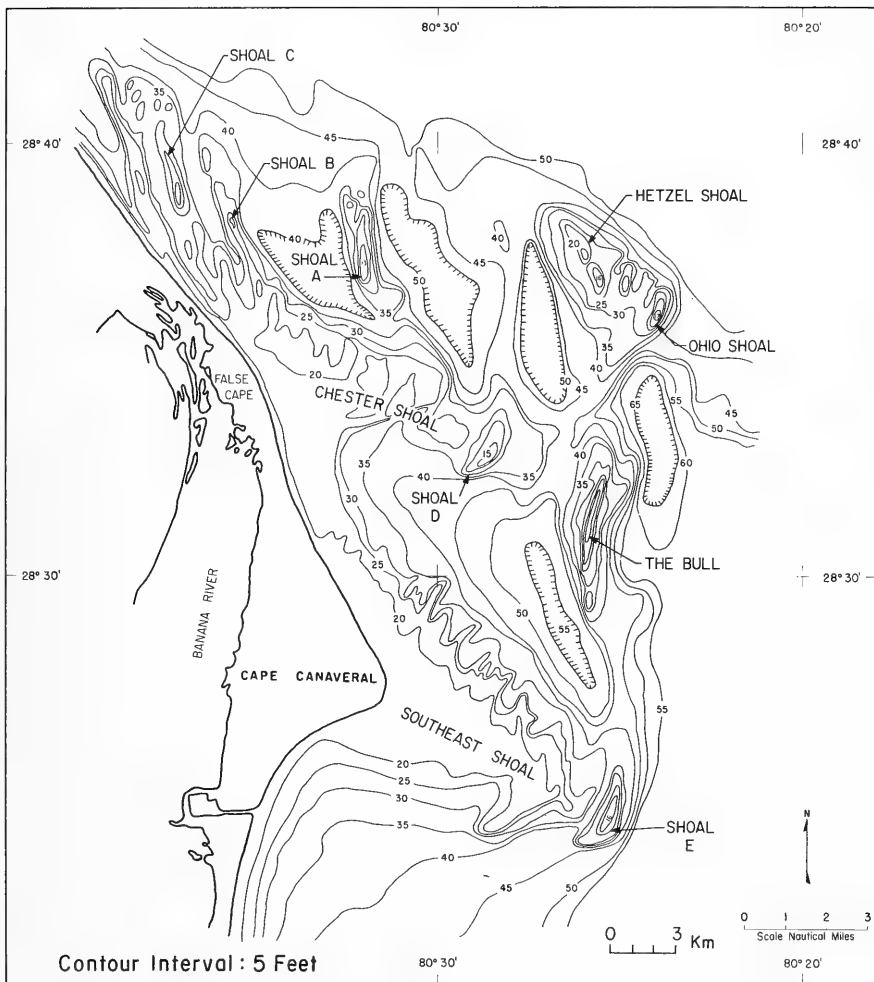 80° 30'
80° 20'
SHOAL C
35
40
45
50
28° 40'
28° 40'
SHOAL B
HETZEL SHOAL
40
40
20
45
SHOAL
A
50
25
30
35
25
30
35
OHIO SHOAL
40
20
50
45
FALSE
CAPE
CHESTER SHOAL
65
55
45
50
15
40
35
35
40
35
60
30
SHOAL
D
THE BULL
28° 30'
28° 30'
25
20
50
55
BANANA RIVER
CAPE CANAVERAL
55
SOUTHEAST SHOAL
20
25
30
35
SHOAL
E
40
45
50
N
0 3 Km
0 1 2 3
Scale Nautical Miles
Contour Interval : 5 Feet
80° 30'
80° 20'